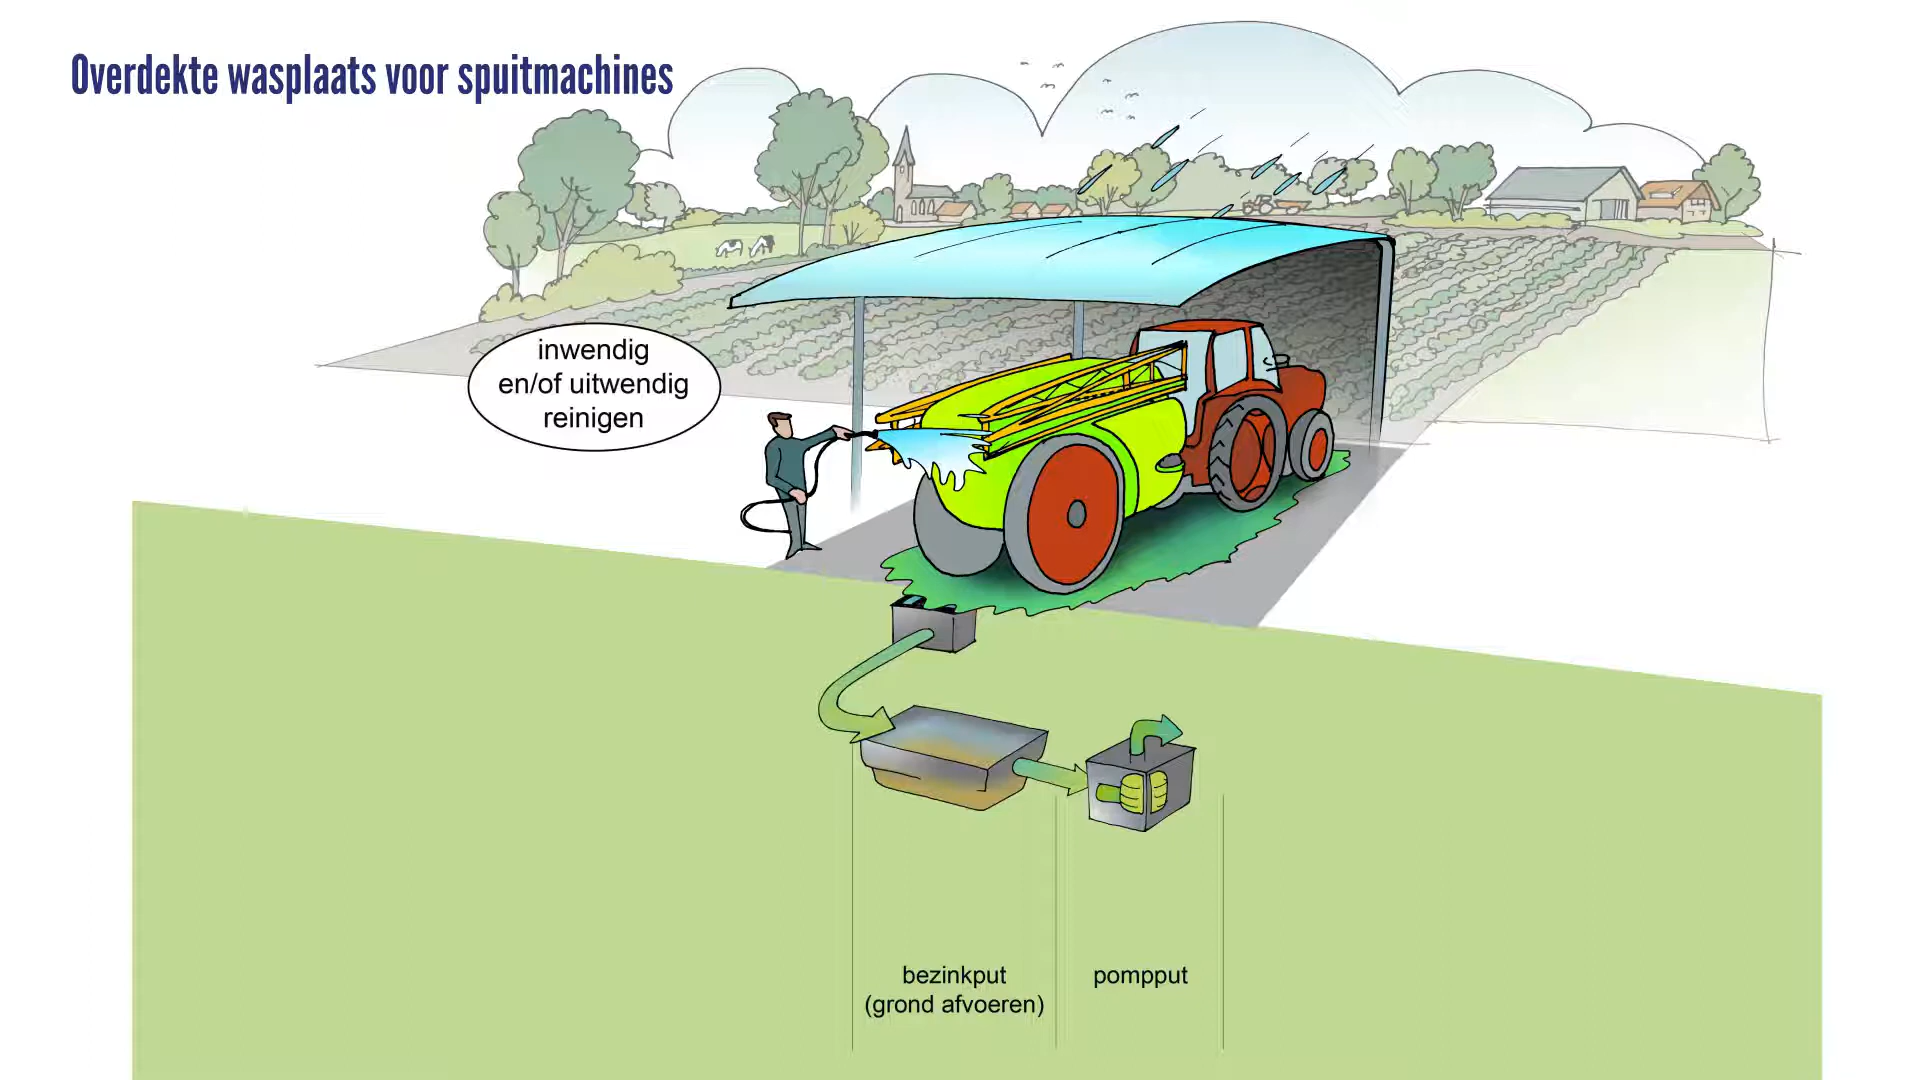 Overdekte wasplaats voor spuitmachines
inwendig
en/of uitwendig
reinigen
bezinkput
(grond afvoeren)
pompput